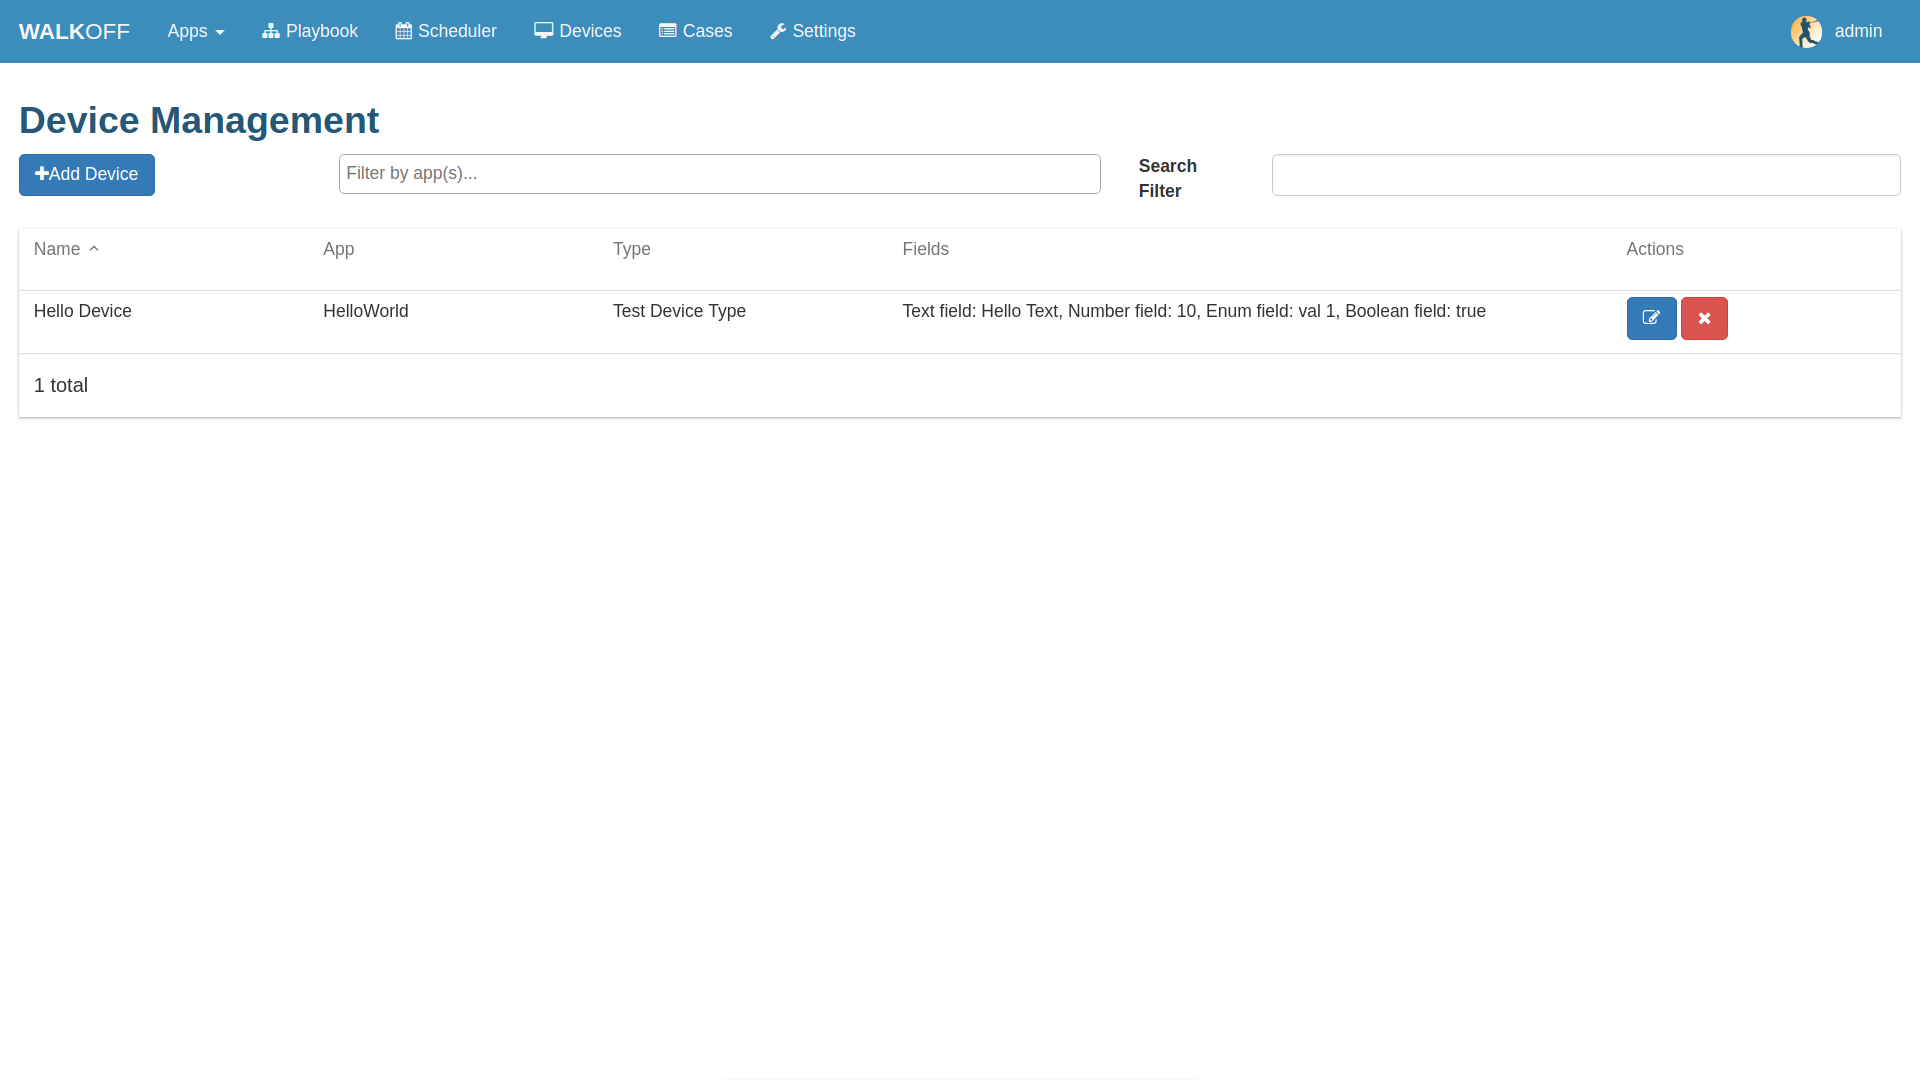 WALKOFF Apps Playbook Scheduler Devices Cases Settings admin
Device Management
Add Device Filter by app(s)... Search Filter
Name App Type Fields Actions
Hello Device HelloWorld Test Device Type Text field: Hello Text, Number field: 10, Enum field: val 1, Boolean field: true
1 total